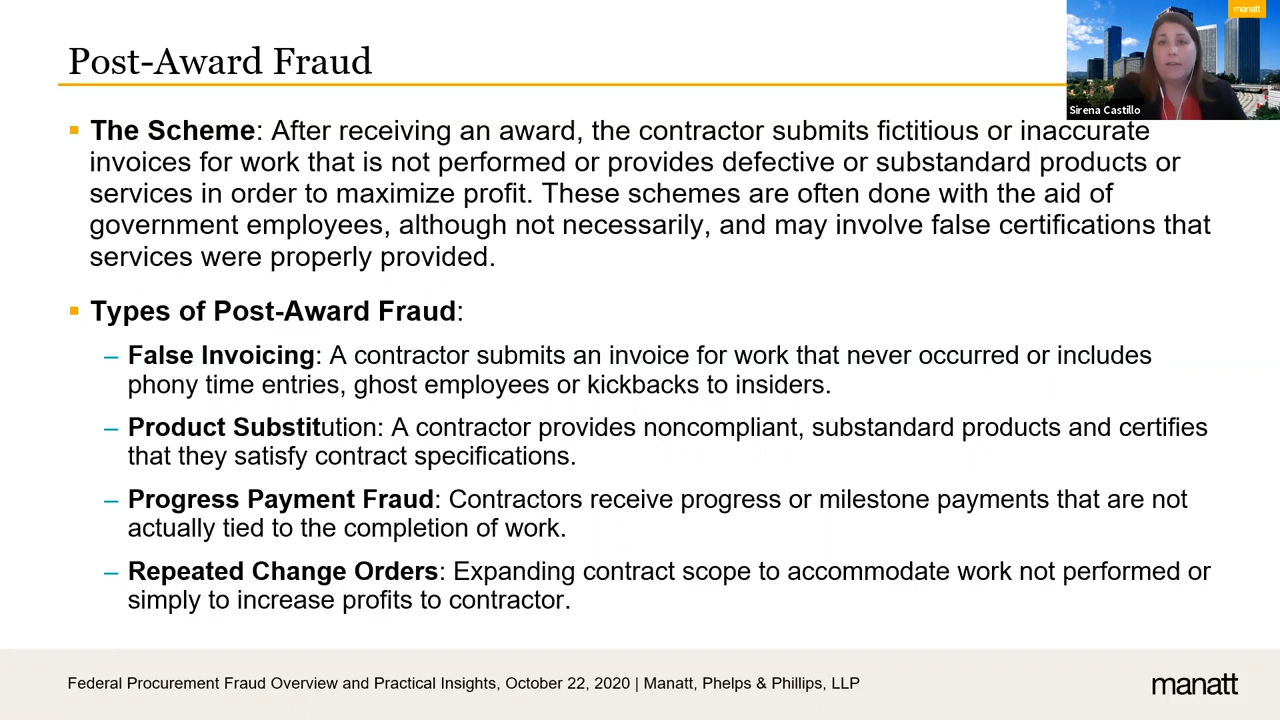 manatt
Post-Award Fraud
Sirena Castillo
▪ The Scheme: After receiving an award, the contractor submits fictitious or inaccurate
invoices for work that is not performed or provides defective or substandard products or
services in order to maximize profit. These schemes are often done with the aid of
government employees, although not necessarily, and may involve false certifications that
services were properly provided.
▪ Types of Post-Award Fraud:
– False Invoicing: A contractor submits an invoice for work that never occurred or includes
phony time entries, ghost employees or kickbacks to insiders.
– Product Substitution: A contractor provides noncompliant, substandard products and certifies
that they satisfy contract specifications.
– Progress Payment Fraud: Contractors receive progress or milestone payments that are not
actually tied to the completion of work.
– Repeated Change Orders: Expanding contract scope to accommodate work not performed or
simply to increase profits to contractor.
Federal Procurement Fraud Overview and Practical Insights, October 22, 2020 | Manatt, Phelps & Phillips, LLP
manatt